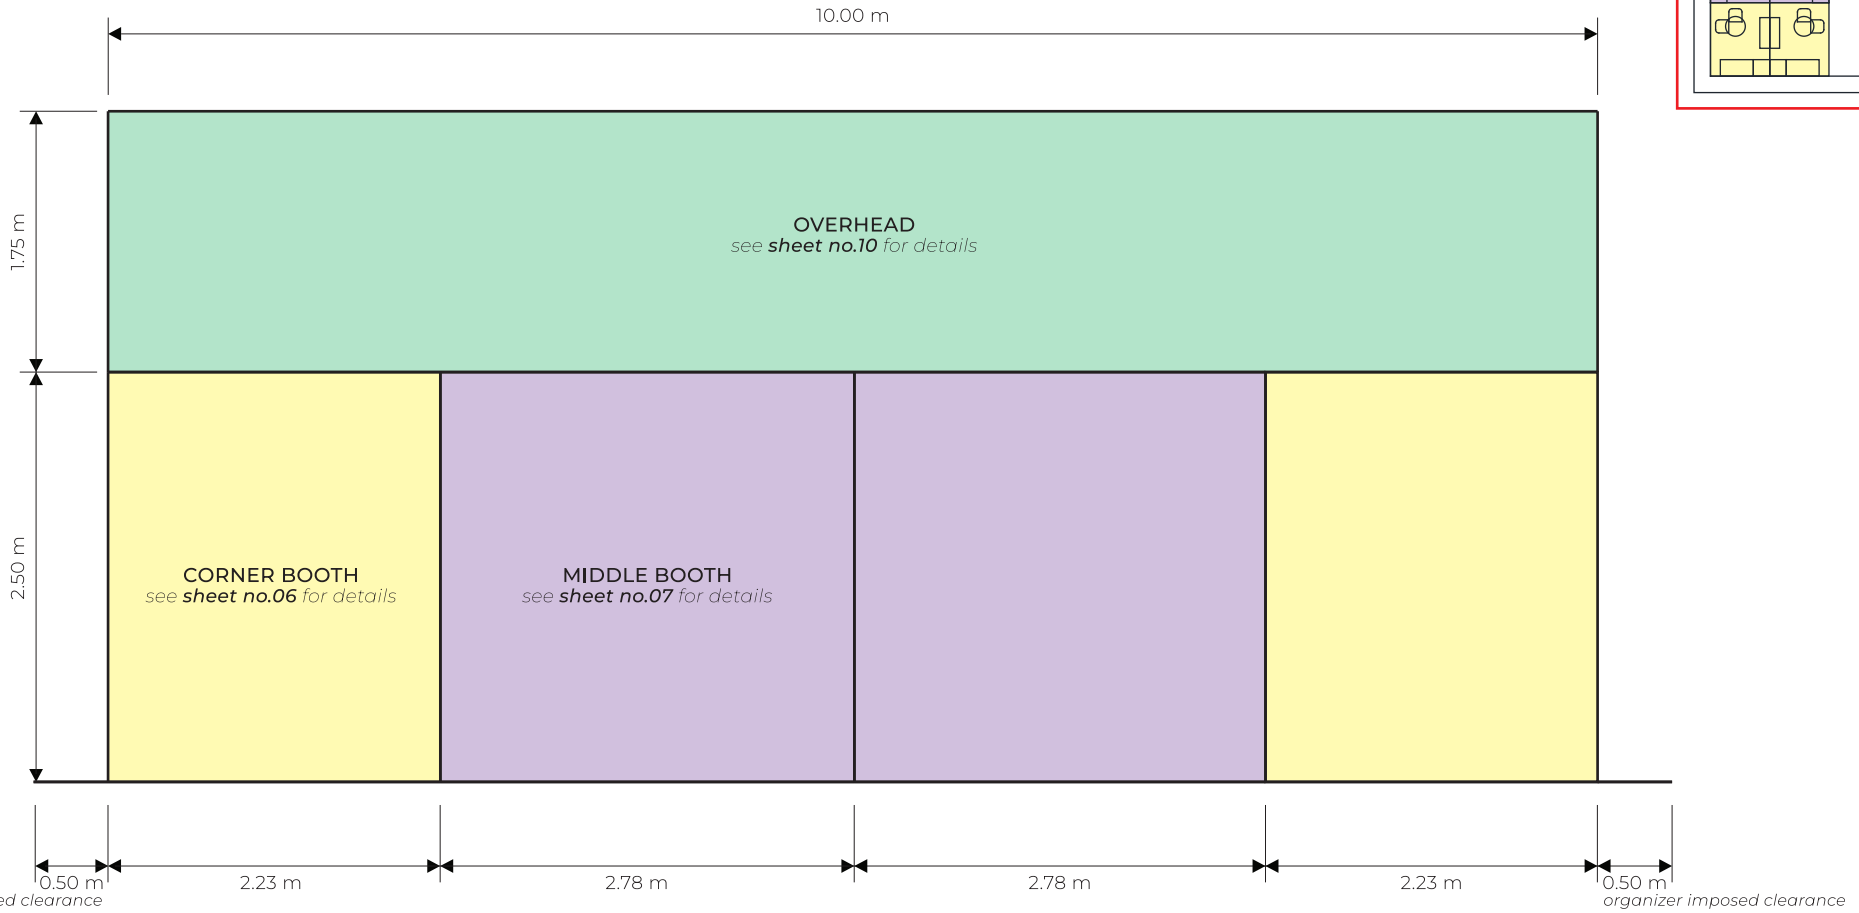 10.00 m
1.75 m
OVERHEAD
see sheet no.10 for details
2.50 m
CORNER BOOTH
see sheet no.06 for details
MIDDLE BOOTH
see sheet no.07 for details
0.50 m
2.23 m
2.78 m
2.78 m
2.23 m
0.50 m
clearance
organizer imposed clearance